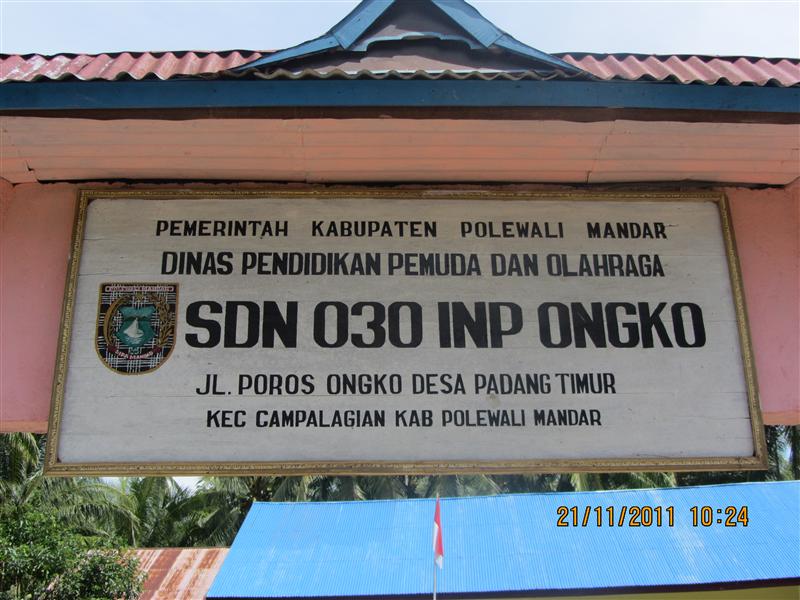 PEMERINTAH KABUPATEN POLEWALI MANDAR
DINAS PENDIDIKAN PEMUDA DAN OLAHRAGA
SDN 030 INP ONGKO
JL. POROS ONGKO DESA PADANG TIMUR
KEC CAMPALAGIAN KAB POLEWALI MANDAR
21/11/2011 10:24